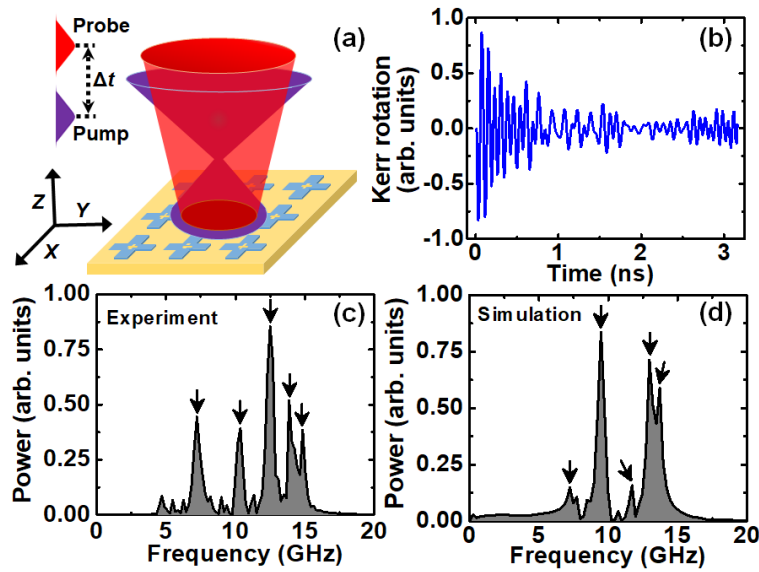 Probe
Δt
Pump
Z
Y
X
(a)
(b)
Kerr rotation
(arb. units)
1.0
0.5
0.0
-0.5
-1.0
0
1
2
3
Time (ns)
(c)
Experiment
Power (arb. units)
1.00
0.75
0.50
0.25
0.00
0
5
10
15
20
Frequency (GHz)
(d)
Simulation
Power (arb. units)
1.00
0.75
0.50
0.25
0.00
0
5
10
15
20
Frequency (GHz)